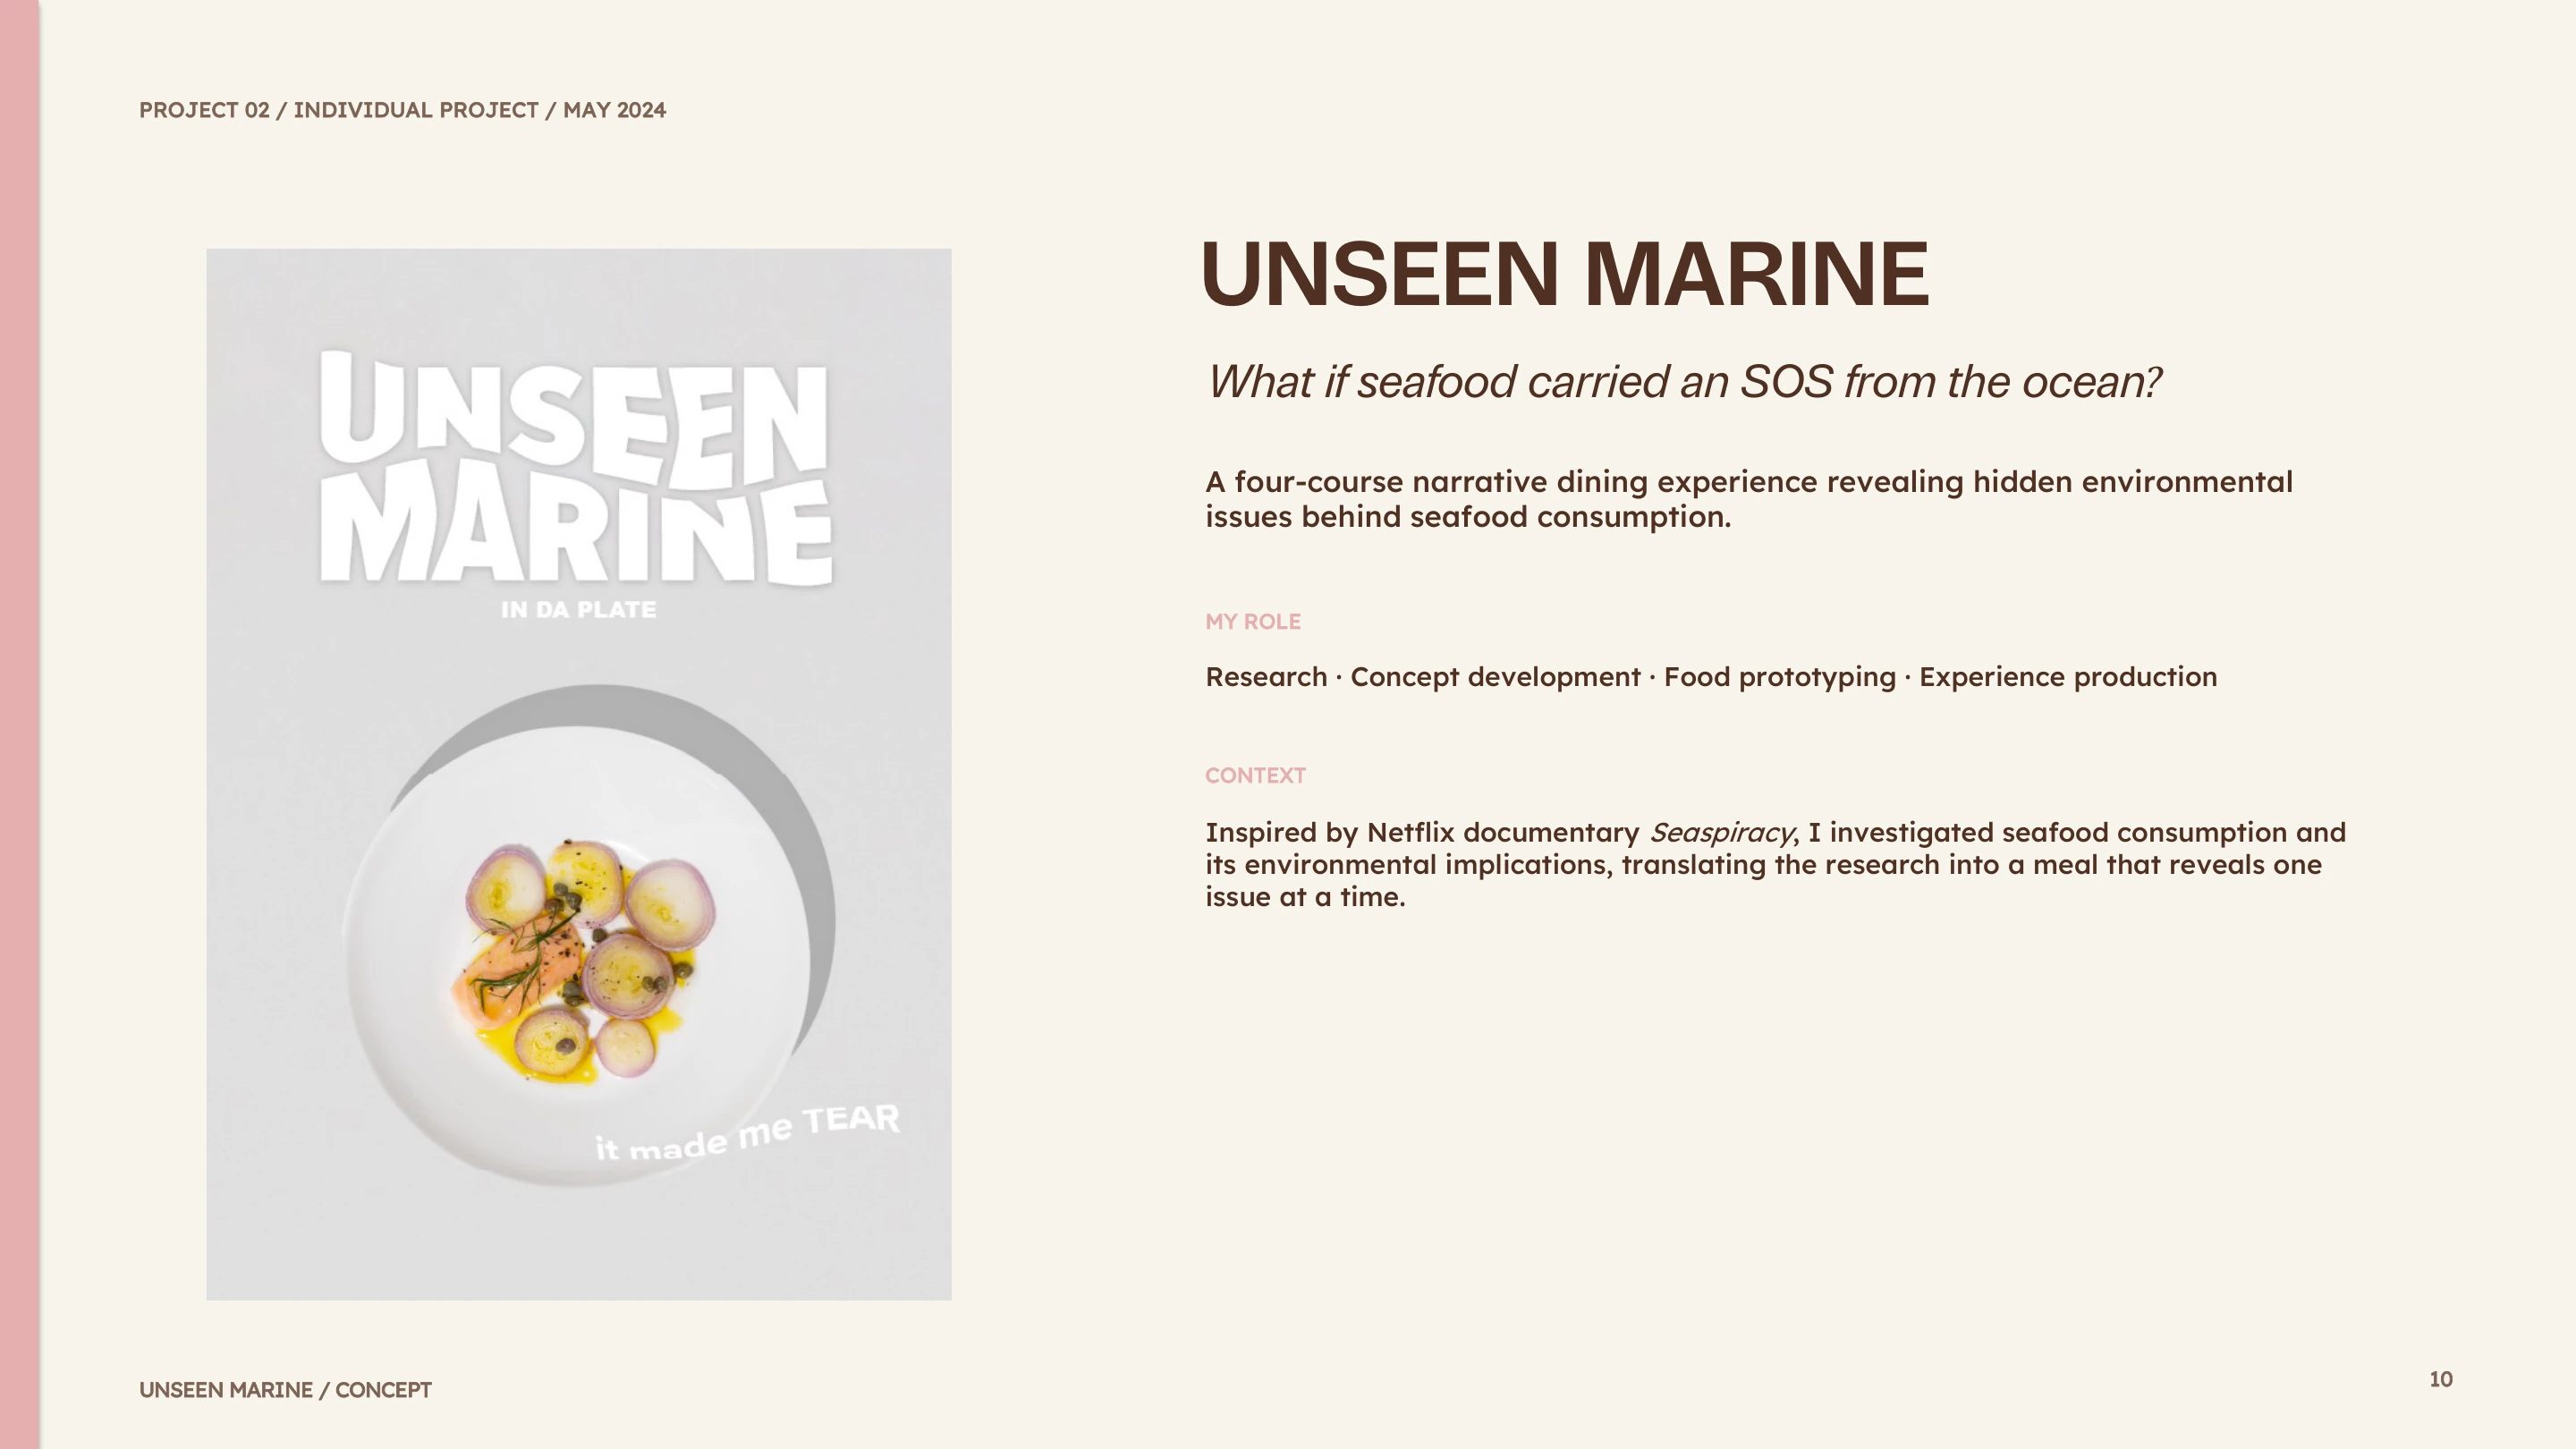 PROJECT 02 / INDIVIDUAL PROJECT / MAY 2024
UNSEEN
MARINE
IN DA PLATE
it made me TEAR
UNSEEN MARINE
What if seafood carried an SOS from the ocean?
A four-course narrative dining experience revealing hidden environmental
issues behind seafood consumption.
MY ROLE
Research · Concept development · Food prototyping · Experience production
CONTEXT
Inspired by Netflix documentary Seaspiracy, I investigated seafood consumption and
its environmental implications, translating the research into a meal that reveals one
issue at a time.
UNSEEN MARINE / CONCEPT
10